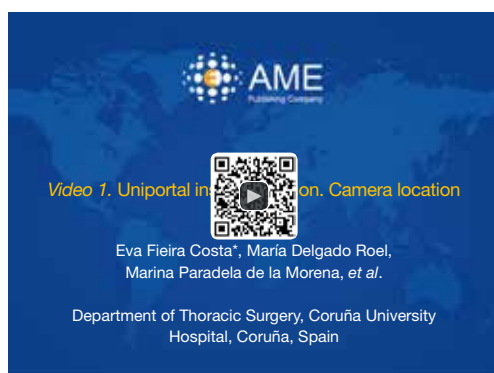 AME
Publishing Company
Video 1. Uniportal in on. Camera location
Eva Fieira Costa*, María Delgado Roel,
Marina Paradela de la Morena, et al.
Department of Thoracic Surgery, Coruña University
Hospital, Coruña, Spain